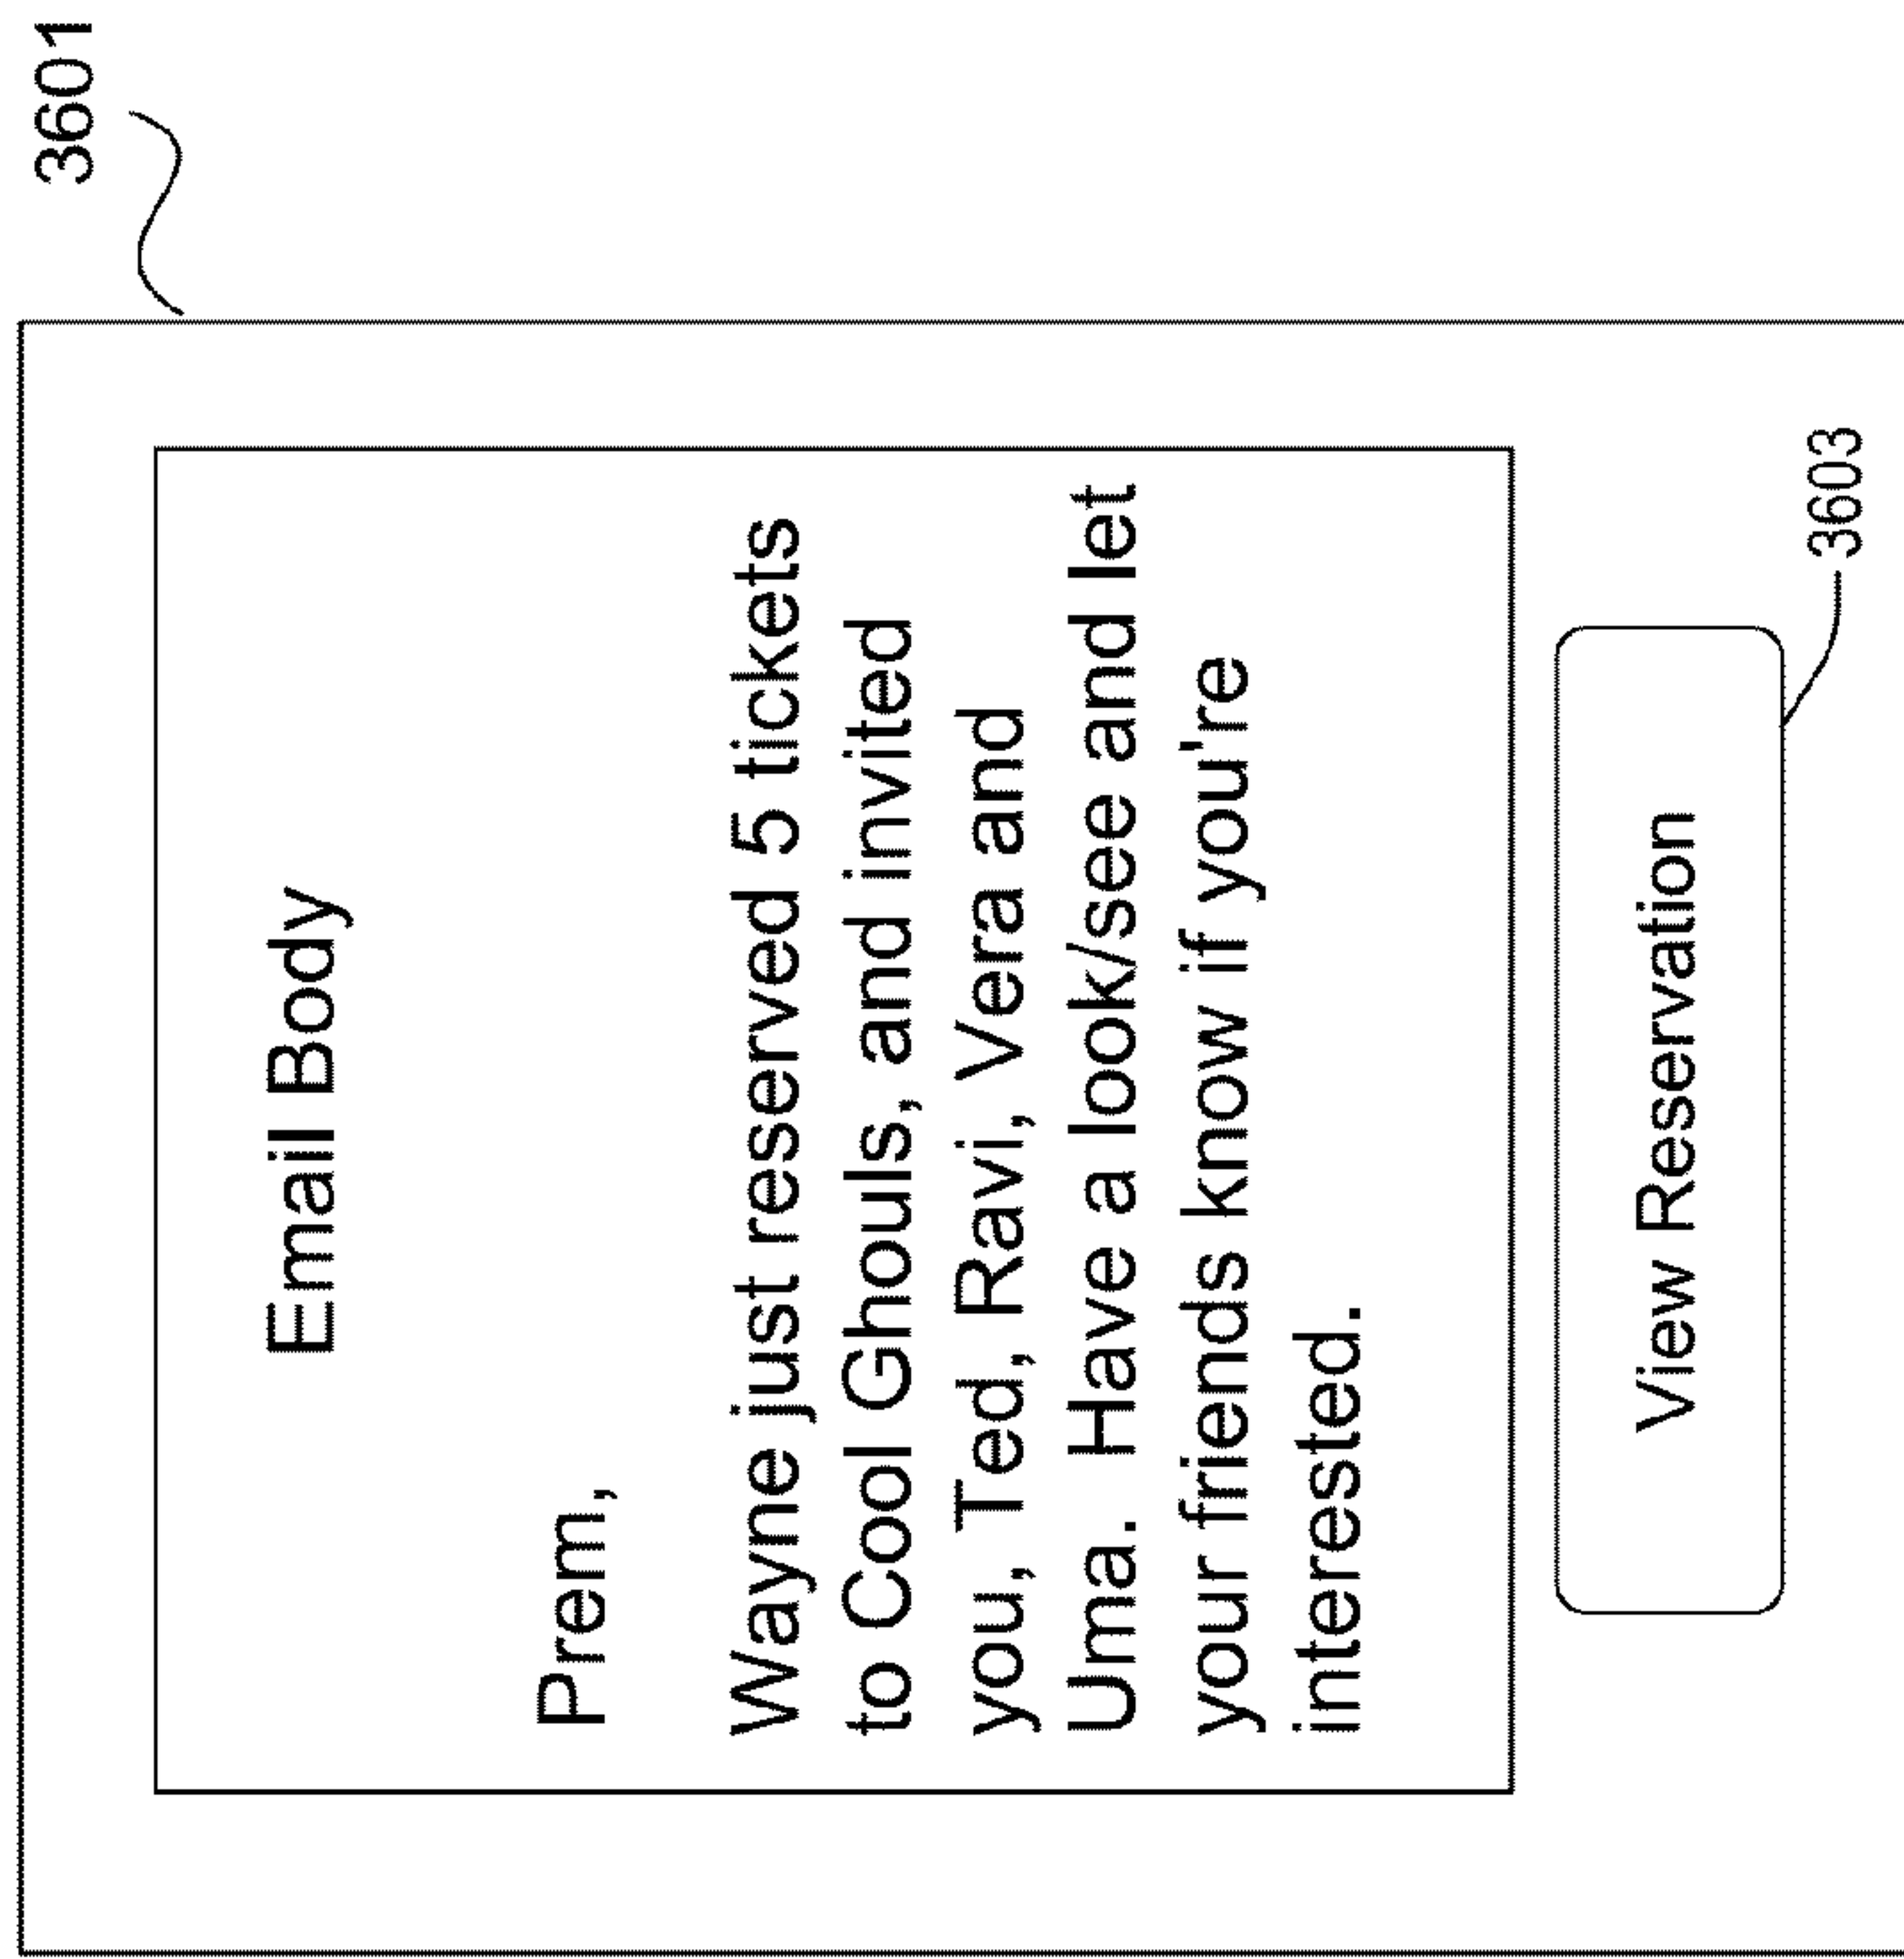 3601
Email Body
Prem,
Wayne just reserved 5 tickets
to Cool Ghouls, and invited
you, Ted, Ravi, Vera and
Uma.  Have a look/see and let
your friends know if you're
interested.
View Reservation
3603